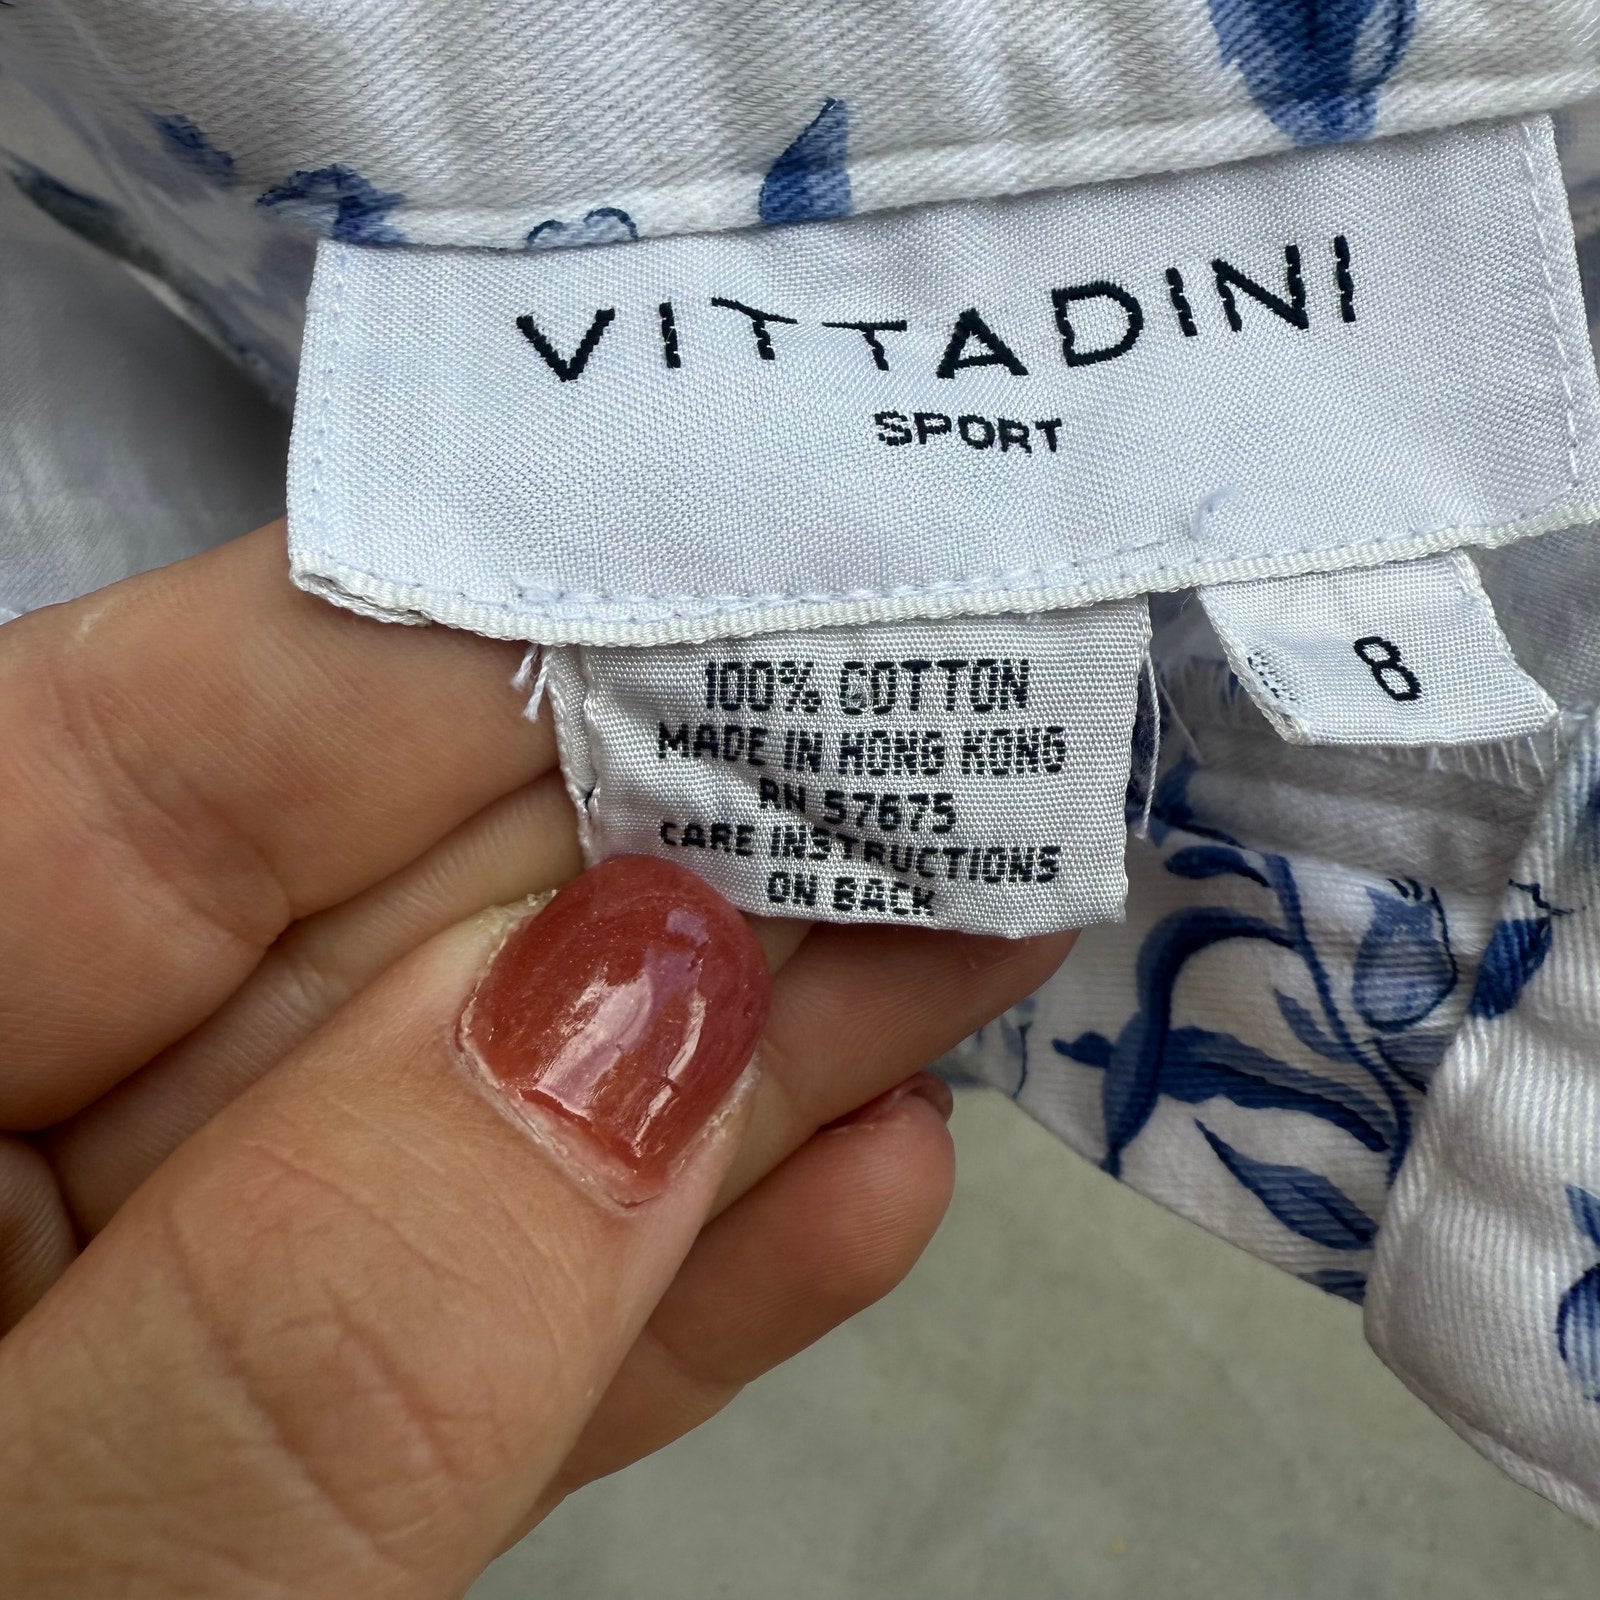 VITTADINI
SPORT
8
100% COTTON
MADE IN HONG KONG
RN 57675
CARE INSTRUCTIONS
ON BACK